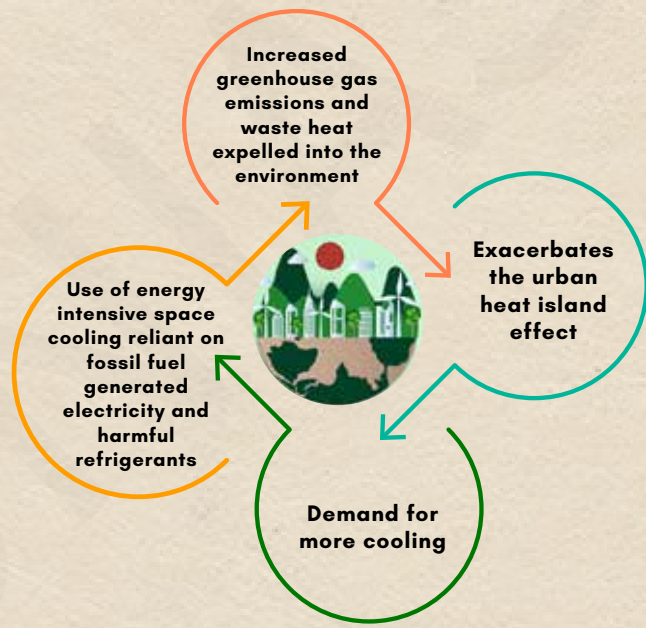 Increased
greenhouse gas
emissions and
waste heat
expelled into the
environment
Exacerbates
the urban
heat island
effect
Demand for
more cooling
Use of energy
intensive space
cooling reliant on
fossil fuel
generated
electricity and
harmful
refrigerants